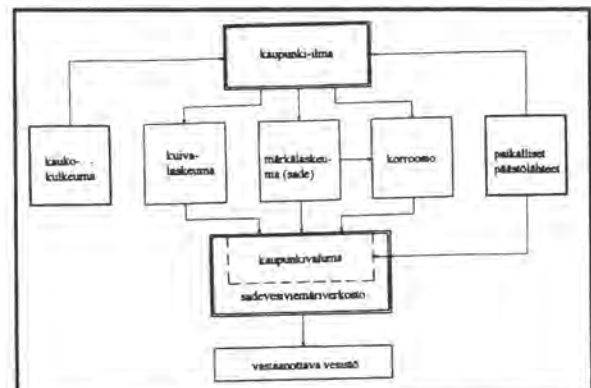 kaupunki-ilma
kauko-
kulkeuma
kuiva-
laskeuma
märkälaskeu-
ma (sade)
korroosio
paikalliset
päästölähteet
kaupunkivaluma
sadevesiviemäriverkosto
vastaanottava vesistö